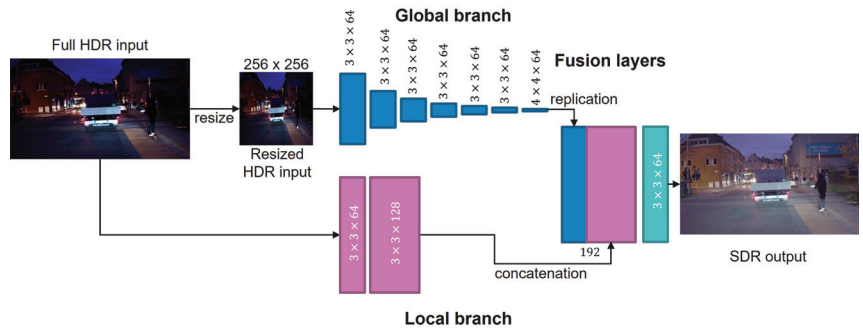 Global branch
Full HDR input
256 x 256
3 × 3 × 64
3 × 3 × 64
3 × 3 × 64
3 × 3 × 64
3 × 3 × 64
3 × 3 × 64
4 × 4 × 64
Fusion layers
resize
replication
Resized
HDR input
3 × 3 × 64
3 × 3 × 128
3 × 3 × 64
192
concatenation
SDR output
Local branch